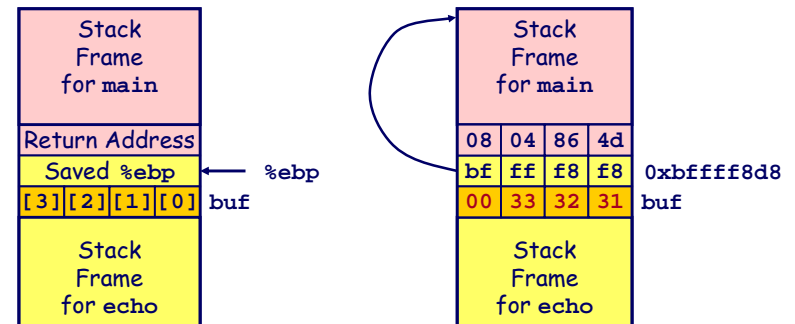 Stack
Frame
for main
Return Address
Saved %ebp
%ebp
[3] [2] [1] [0] buf
Stack
Frame
for echo
Stack
Frame
for main
08 04 86 4d
bf ff f8 f8 0xbffff8d8
00 33 32 31 buf
Stack
Frame
for echo